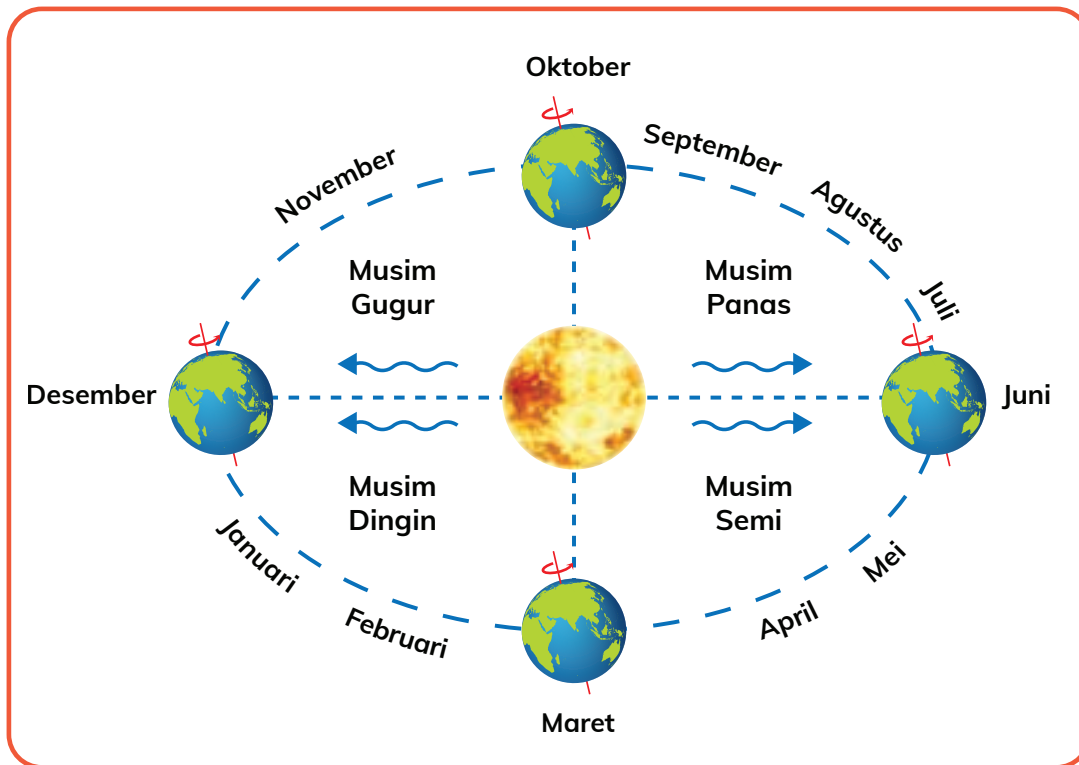 Oktober
September
November
Agustus
Musim
Gugur
Musim
Panas
Juli
Desember
Juni
Musim
Dingin
Musim
Semi
Januari
Mei
Februari
April
Maret